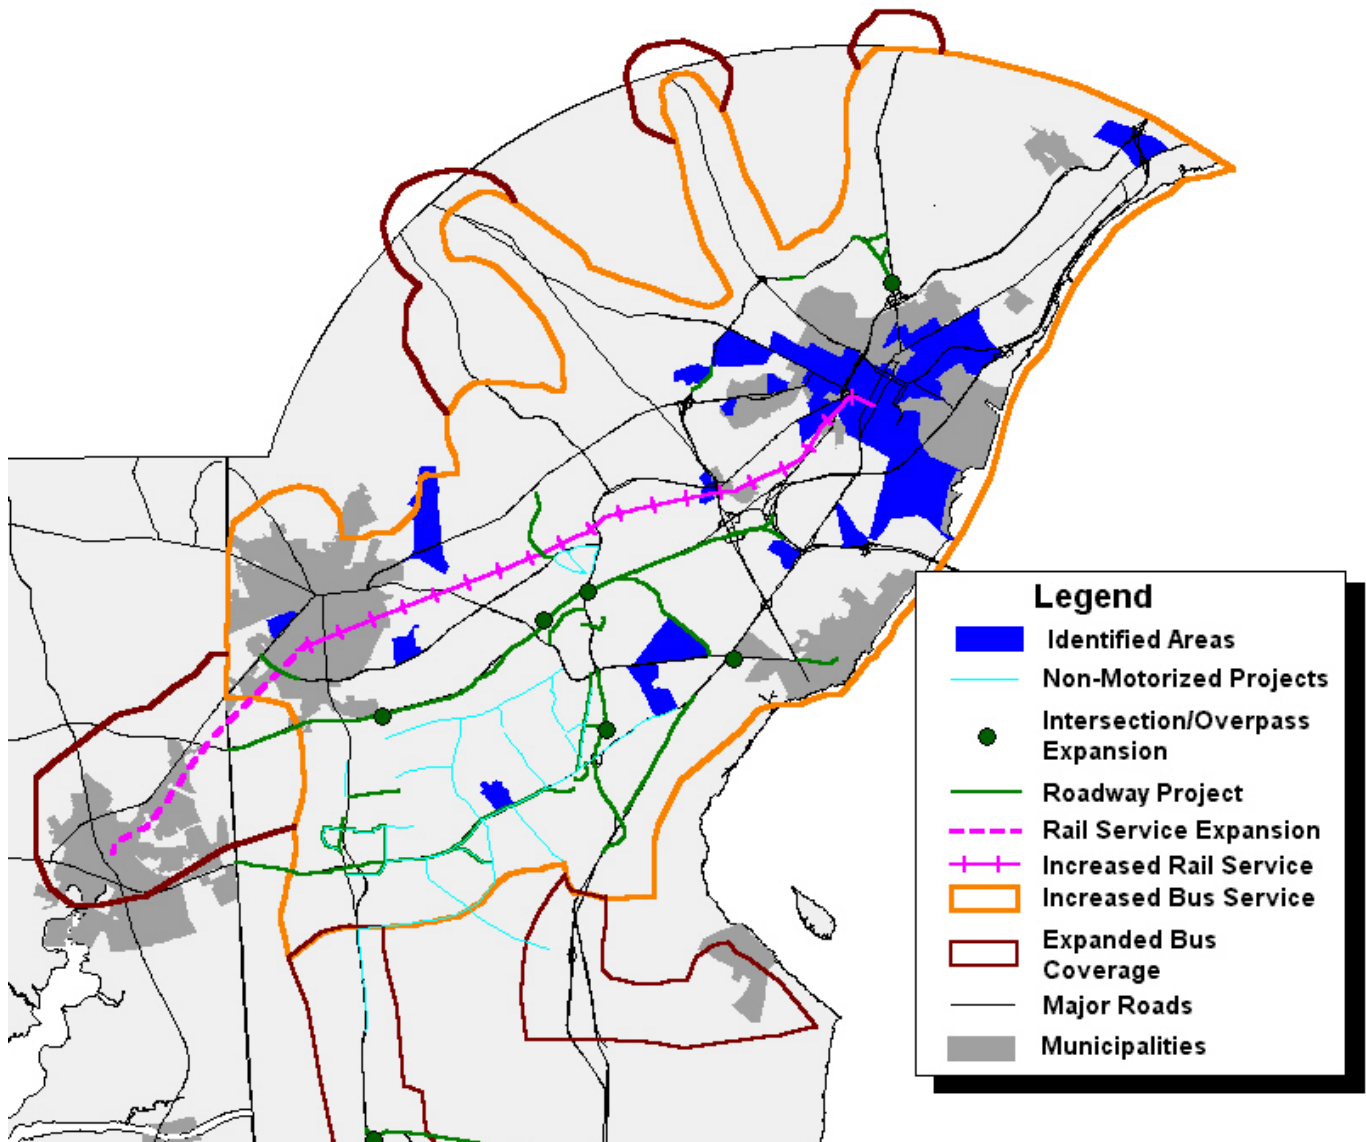 Legend
Identified Areas
Non-Motorized Projects
Intersection/Overpass
Expansion
Roadway Project
Rail Service Expansion
Increased Rail Service
Increased Bus Service
Expanded Bus
Coverage
Major Roads
Municipalities